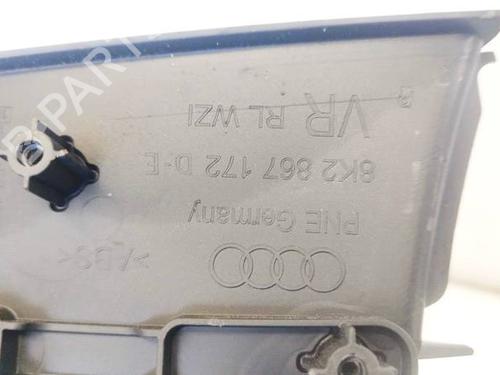 VR RL WZI
8K2 867 172 D-E
PNE Germany
>ABS<